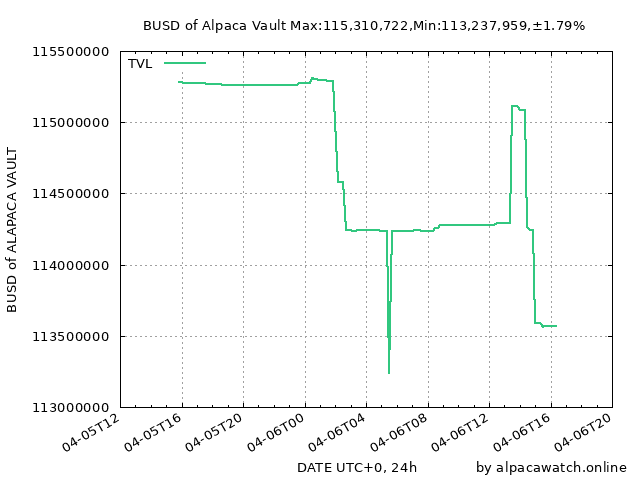 BUSD of Alpaca Vault Max:115,310,722,Min:113,237,959,±1.79%
TVL
115500000
115000000
114500000
114000000
113500000
113000000
BUSD of ALAPACA VAULT
04-05T12
04-05T16
04-05T20
04-06T00
04-06T04
04-06T08
04-06T12
04-06T16
04-06T20
DATE UTC+0, 24h
by alpacawatch.online